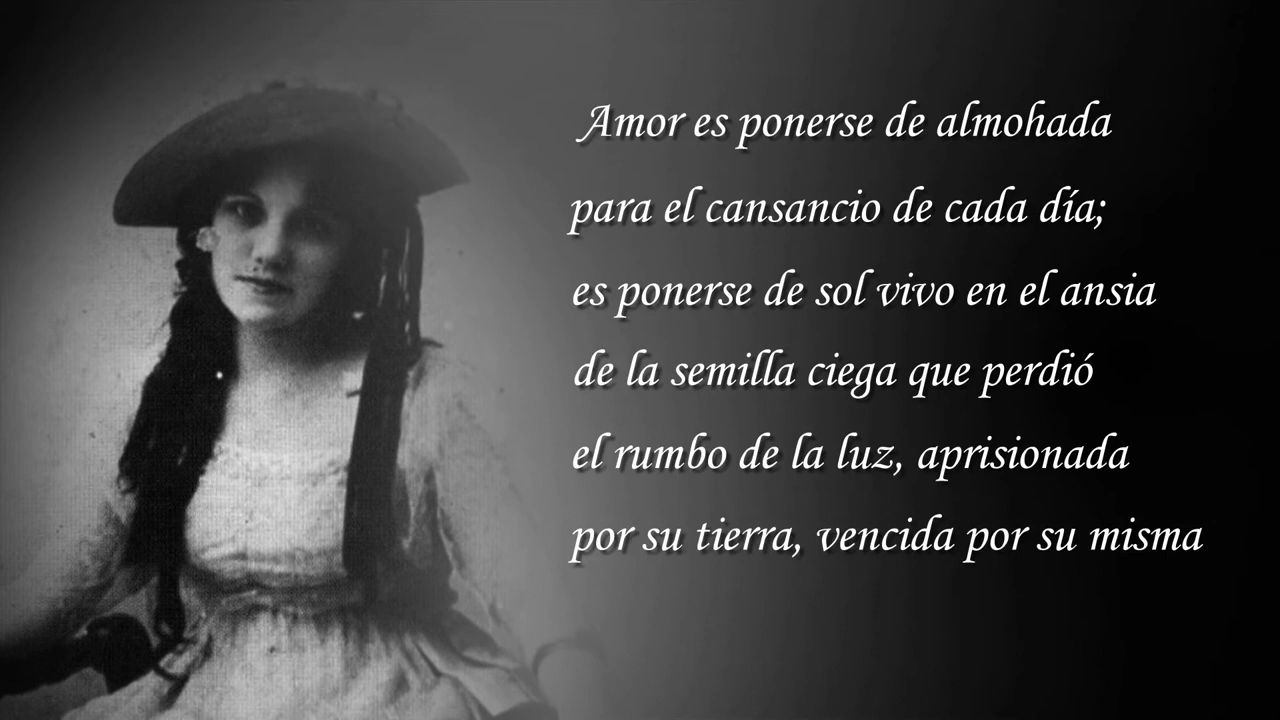 Amor es ponerse de almohada
para el cansancio de cada día;
es ponerse de sol vivo en el ansia
de la semilla ciega que perdió
el rumbo de la luz, aprisionada
por su tierra, vencida por su misma